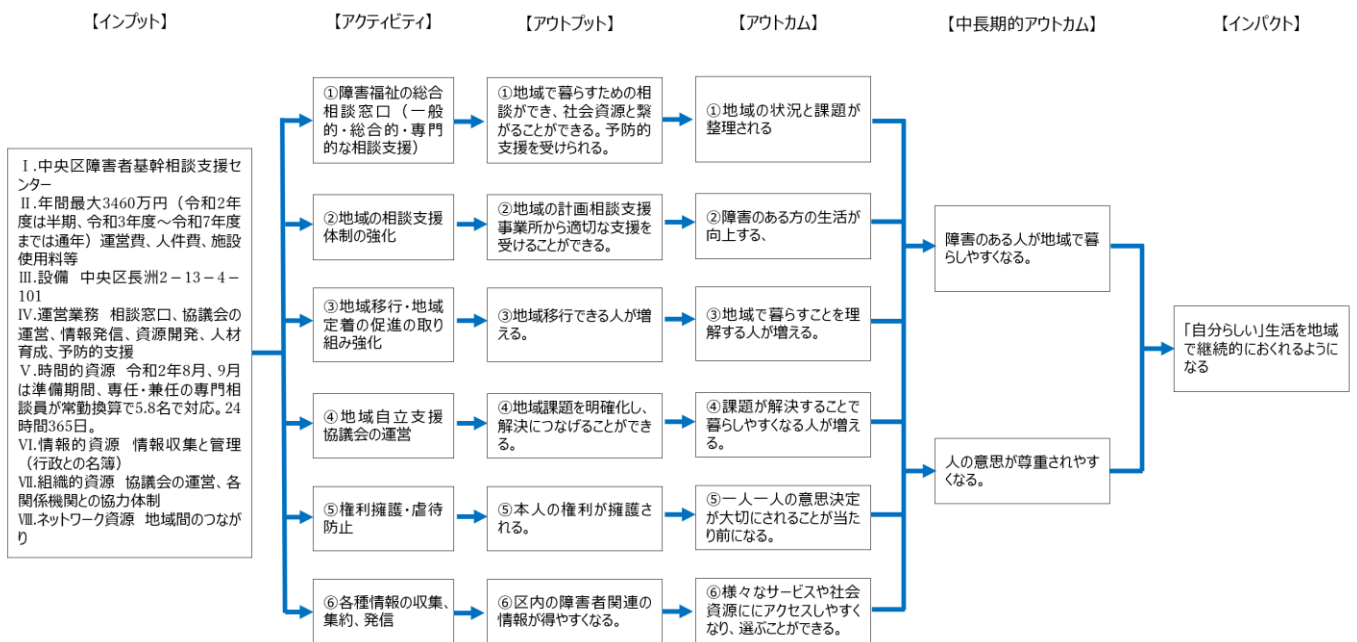 【インプット】
【アクティビティ】
【アウトプット】
【アウトカム】
【中長期的アウトカム】
【インパクト】
Ⅰ.中央区障害者基幹相談支援セ
ンター
Ⅱ.年間最大3460万円（令和2年
度は半期、令和3年度～令和7年度
までは通年）運営費、人件費、施設
使用料等
Ⅲ.設備　中央区長洲2－13－4－
101
Ⅳ.運営業務　相談窓口、協議会の
運営、情報発信、資源開発、人材
育成、予防的支援
Ⅴ.時間的資源　令和2年8月、9月
は準備期間、専任・兼任の専門相
談員が常勤換算で5.8名で対応。24
時間365日。
Ⅵ.情報的資源　情報収集と管理
（行政との名簿）
Ⅶ.組織的資源　協議会の運営、各
関係機関との協力体制
Ⅷ.ネットワーク資源　地域間のつなが
り
①障害福祉の総合
相談窓口（一般
的・総合的・専門
的な相談支援）
②地域の相談支援
体制の強化
③地域移行・地域
定着の促進の取り
組み強化
④地域自立支援
協議会の運営
⑤権利擁護・虐待
防止
⑥各種情報の収集、
集約、発信
①地域で暮らすための相
談ができ、社会資源と繋
がることができる。予防的
支援を受けられる。
②地域の計画相談支援
事業所から適切な支援を
受けることができる。
③地域移行できる人が増
える。
④地域課題を明確化し、
解決につなげることができ
る。
⑤本人の権利が擁護さ
れる。
⑥区内の障害者関連の
情報が得やすくなる。
①地域の状況と課題が
整理される
②障害のある方の生活が
向上する、
③地域で暮らすことを理
解する人が増える。
④課題が解決することで
暮らしやすくなる人が増え
る。
⑤一人一人の意思決定
が大切にされることが当た
り前になる。
⑥様々なサービスや社会
資源ににアクセスしやすく
なり、選ぶことができる。
障害のある人が地域で暮
らしやすくなる。
人の意思が尊重されやす
くなる。
「自分らしい」生活を地域
で継続的におくれるように
なる